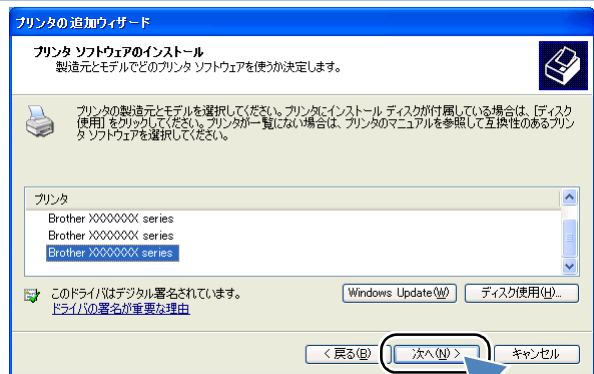 プリンタの追加ウィザード
プリンタ ソフトウェアのインストール
製造元とモデルでどのプリンタ ソフトウェアを使うか決定します。
プリンタの製造元とモデルを選択してください。プリンタにインストール ディスクが付属している場合は、[ディスク
使用] をクリックしてください。プリンタが一覧にない場合は、プリンタのマニュアルを参照して互換性のあるプリン
タ ソフトウェアを選択してください。
プリンタ
Brother XXXXXXX series
Brother XXXXXXX series
Brother XXXXXXX series
このドライバはデジタル署名されています。
ドライバの署名が重要な理由
Windows Update(W)
ディスク使用(H)...
< 戻る(B)
次へ(N) >
キャンセル